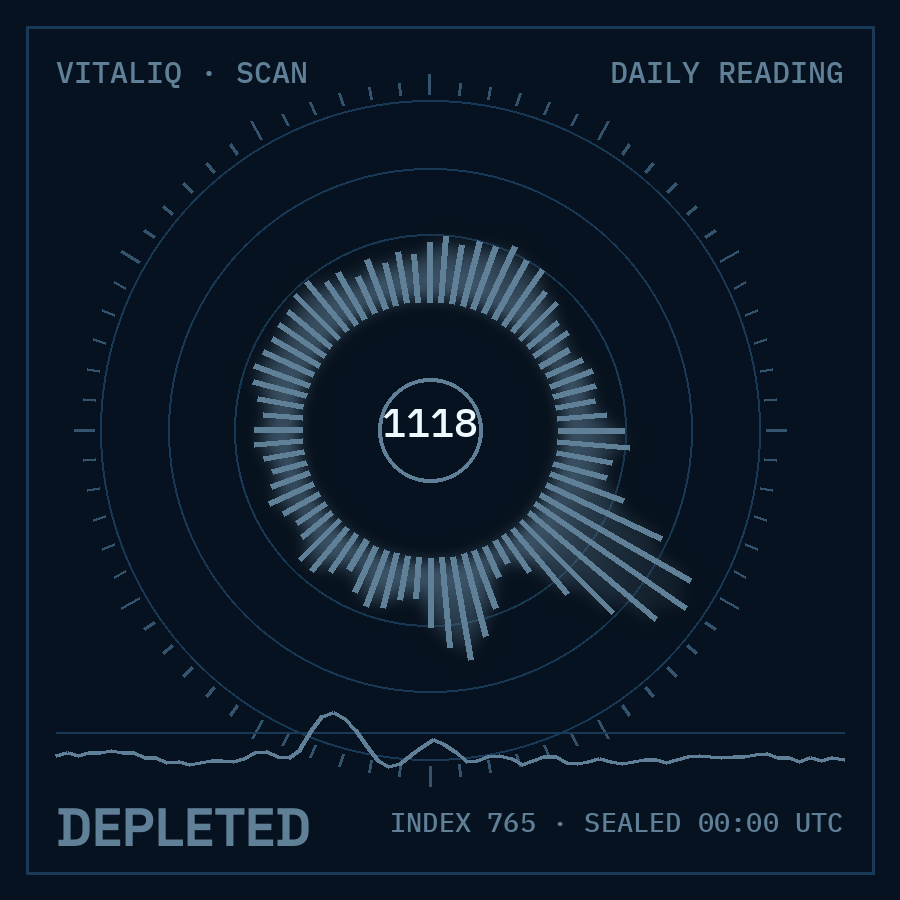 VITALIQ · SCAN
DAILY READING
1118
DEPLETED
INDEX 765 · SEALED 00:00 UTC